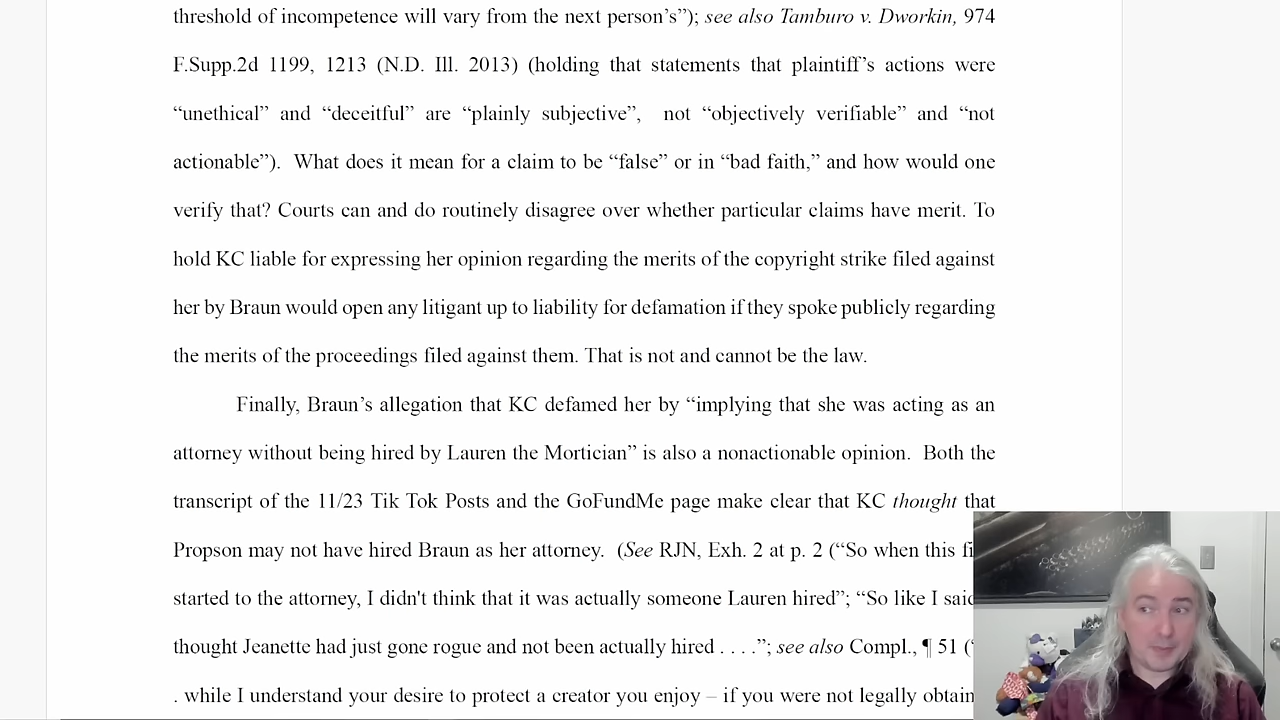 threshold of incompetence will vary from the next person’s”); see also Tamburo v. Dworkin, 974
F.Supp.2d 1199, 1213 (N.D. Ill. 2013) (holding that statements that plaintiff’s actions were
“unethical” and “deceitful” are “plainly subjective”,  not “objectively verifiable” and “not
actionable”).  What does it mean for a claim to be “false” or in “bad faith,” and how would one
verify that? Courts can and do routinely disagree over whether particular claims have merit. To
hold KC liable for expressing her opinion regarding the merits of the copyright strike filed against
her by Braun would open any litigant up to liability for defamation if they spoke publicly regarding
the merits of the proceedings filed against them. That is not and cannot be the law.
Finally, Braun’s allegation that KC defamed her by “implying that she was acting as an
attorney without being hired by Lauren the Mortician” is also a nonactionable opinion.  Both the
transcript of the 11/23 Tik Tok Posts and the GoFundMe page make clear that KC thought that
Propson may not have hired Braun as her attorney.  (See RJN, Exh. 2 at p. 2 (“So when this
started to the attorney, I didn't think that it was actually someone Lauren hired”; “So like I
thought Jeanette had just gone rogue and not been actually hired . . . .”; see also Compl., ¶ 51 (
. while I understand your desire to protect a creator you enjoy – if you were not legally